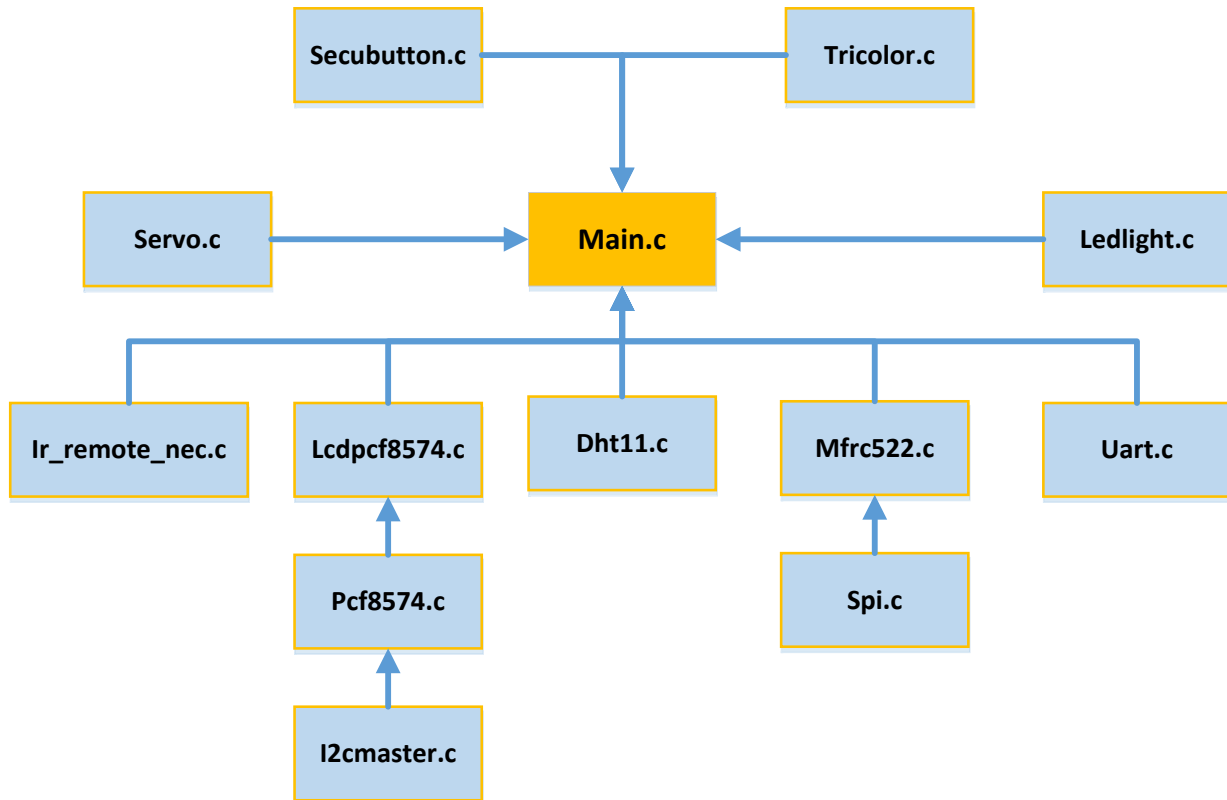 Secubutton.c
Tricolor.c
Servo.c
Main.c
Ledlight.c
Ir_remote_nec.c
Lcdpcf8574.c
Dht11.c
Mfrc522.c
Uart.c
Pcf8574.c
Spi.c
I2cmaster.c